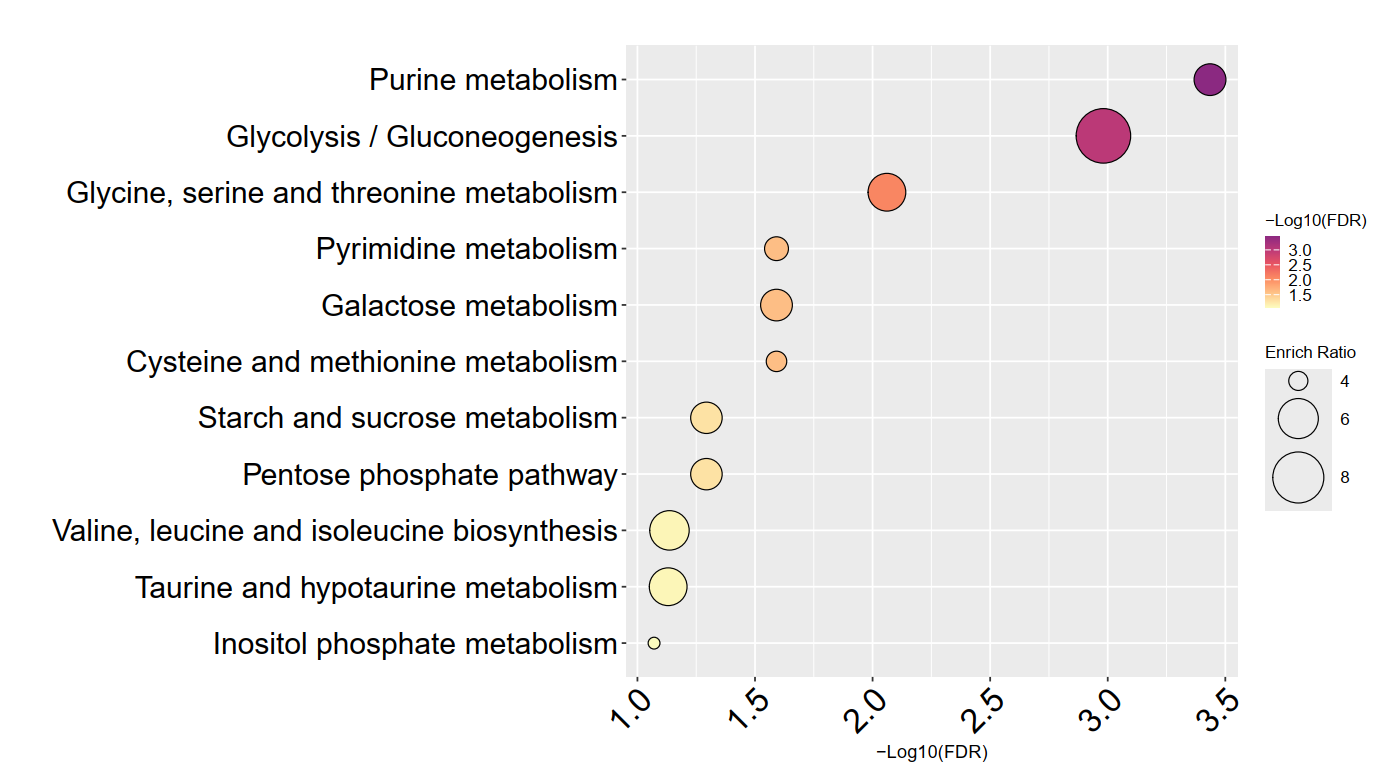 Purine metabolism
Glycolysis / Gluconeogenesis
Glycine, serine and threonine metabolism
Pyrimidine metabolism
Galactose metabolism
Cysteine and methionine metabolism
Starch and sucrose metabolism
Pentose phosphate pathway
Valine, leucine and isoleucine biosynthesis
Taurine and hypotaurine metabolism
Inositol phosphate metabolism
1.0
1.5
2.0
2.5
3.0
3.5
−Log10(FDR)
−Log10(FDR)
3.0
2.5
2.0
1.5
Enrich Ratio
4
6
8